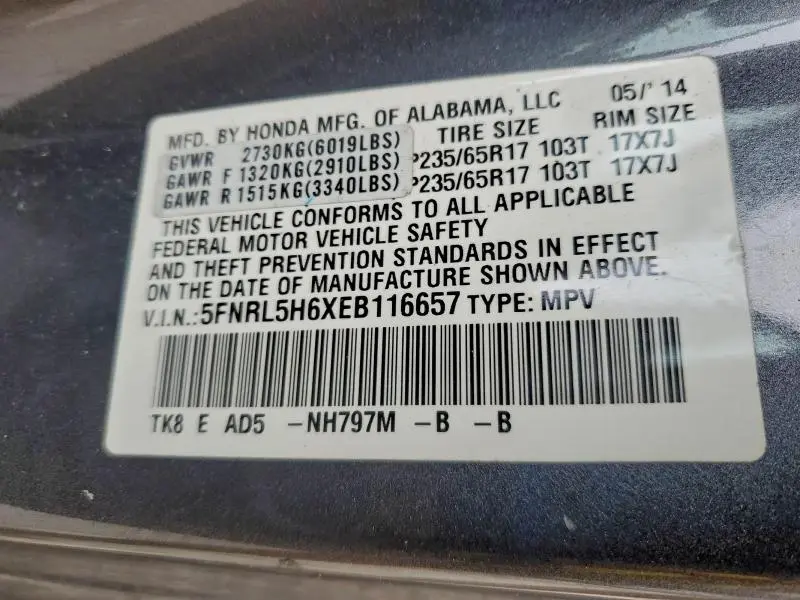 MFD. BY HONDA MFG. OF ALABAMA, LLC 05/' 14
GVWR 2730KG(6019LBS) TIRE SIZE RIM SIZE
GAWR F 1320KG(2910LBS) P235/65R17 103T 17X7J
GAWR R 1515KG(3340LBS) P235/65R17 103T 17X7J
THIS VEHICLE CONFORMS TO ALL APPLICABLE
FEDERAL MOTOR VEHICLE SAFETY
AND THEFT PREVENTION STANDARDS IN EFFECT
ON THE DATE OF MANUFACTURE SHOWN ABOVE.
V.I.N.:5FNRL5H6XEB116657 TYPE: MPV
TK8 E AD5 -NH797M -B -B